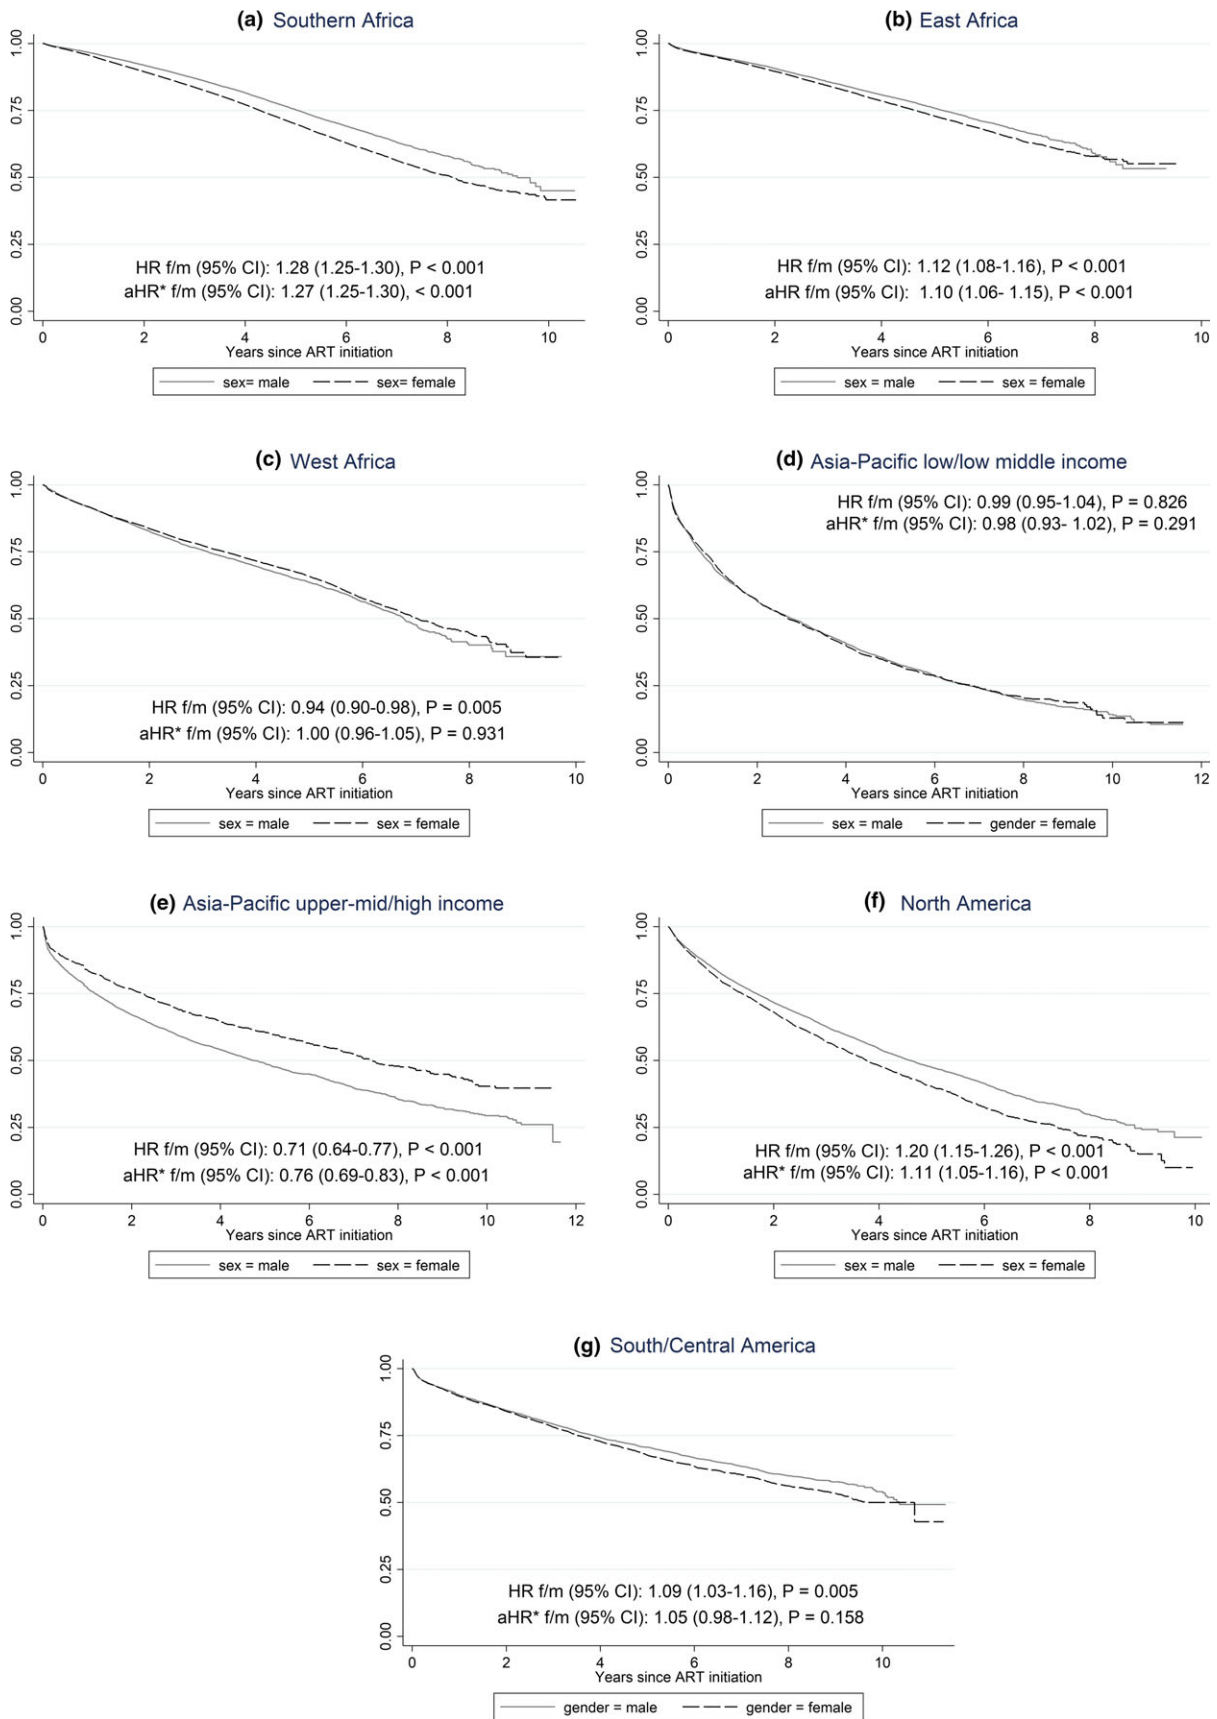 (a) Southern Africa
1.00
0.75
0.50
0.25
0.00
HR f/m (95% CI): 1.28 (1.25-1.30), P < 0.001
aHR* f/m (95% CI): 1.27 (1.25-1.30), < 0.001
0 2 4 6 8 10
Years since ART initiation
sex= male sex= female
(b) East Africa
1.00
0.75
0.50
0.25
0.00
HR f/m (95% CI): 1.12 (1.08-1.16), P < 0.001
aHR f/m (95% CI): 1.10 (1.06- 1.15), P < 0.001
0 2 4 6 8 10
Years since ART initiation
sex = male sex = female
(c) West Africa
1.00
0.75
0.50
0.25
0.00
HR f/m (95% CI): 0.94 (0.90-0.98), P = 0.005
aHR* f/m (95% CI): 1.00 (0.96-1.05), P = 0.931
0 2 4 6 8 10
Years since ART initiation
sex = male sex = female
(d) Asia-Pacific low/low middle income
HR f/m (95% CI): 0.99 (0.95-1.04), P = 0.826
aHR* f/m (95% CI): 0.98 (0.93- 1.02), P = 0.291
1.00
0.75
0.50
0.25
0.00
0 2 4 6 8 10 12
Years since ART initiation
sex = male gender = female
(e) Asia-Pacific upper-mid/high income
1.00
0.75
0.50
0.25
0.00
HR f/m (95% CI): 0.71 (0.64-0.77), P < 0.001
aHR* f/m (95% CI): 0.76 (0.69-0.83), P < 0.001
0 2 4 6 8 10 12
Years since ART initiation
sex = male sex = female
(f) North America
1.00
0.75
0.50
0.25
0.00
HR f/m (95% CI): 1.20 (1.15-1.26), P < 0.001
aHR* f/m (95% CI): 1.11 (1.05-1.16), P < 0.001
0 2 4 6 8 10
Years since ART initiation
sex = male sex = female
(g) South/Central America
1.00
0.75
0.50
0.25
0.00
HR f/m (95% CI): 1.09 (1.03-1.16), P = 0.005
aHR* f/m (95% CI): 1.05 (0.98-1.12), P = 0.158
0 2 4 6 8 10
Years since ART initiation
gender = male gender = female